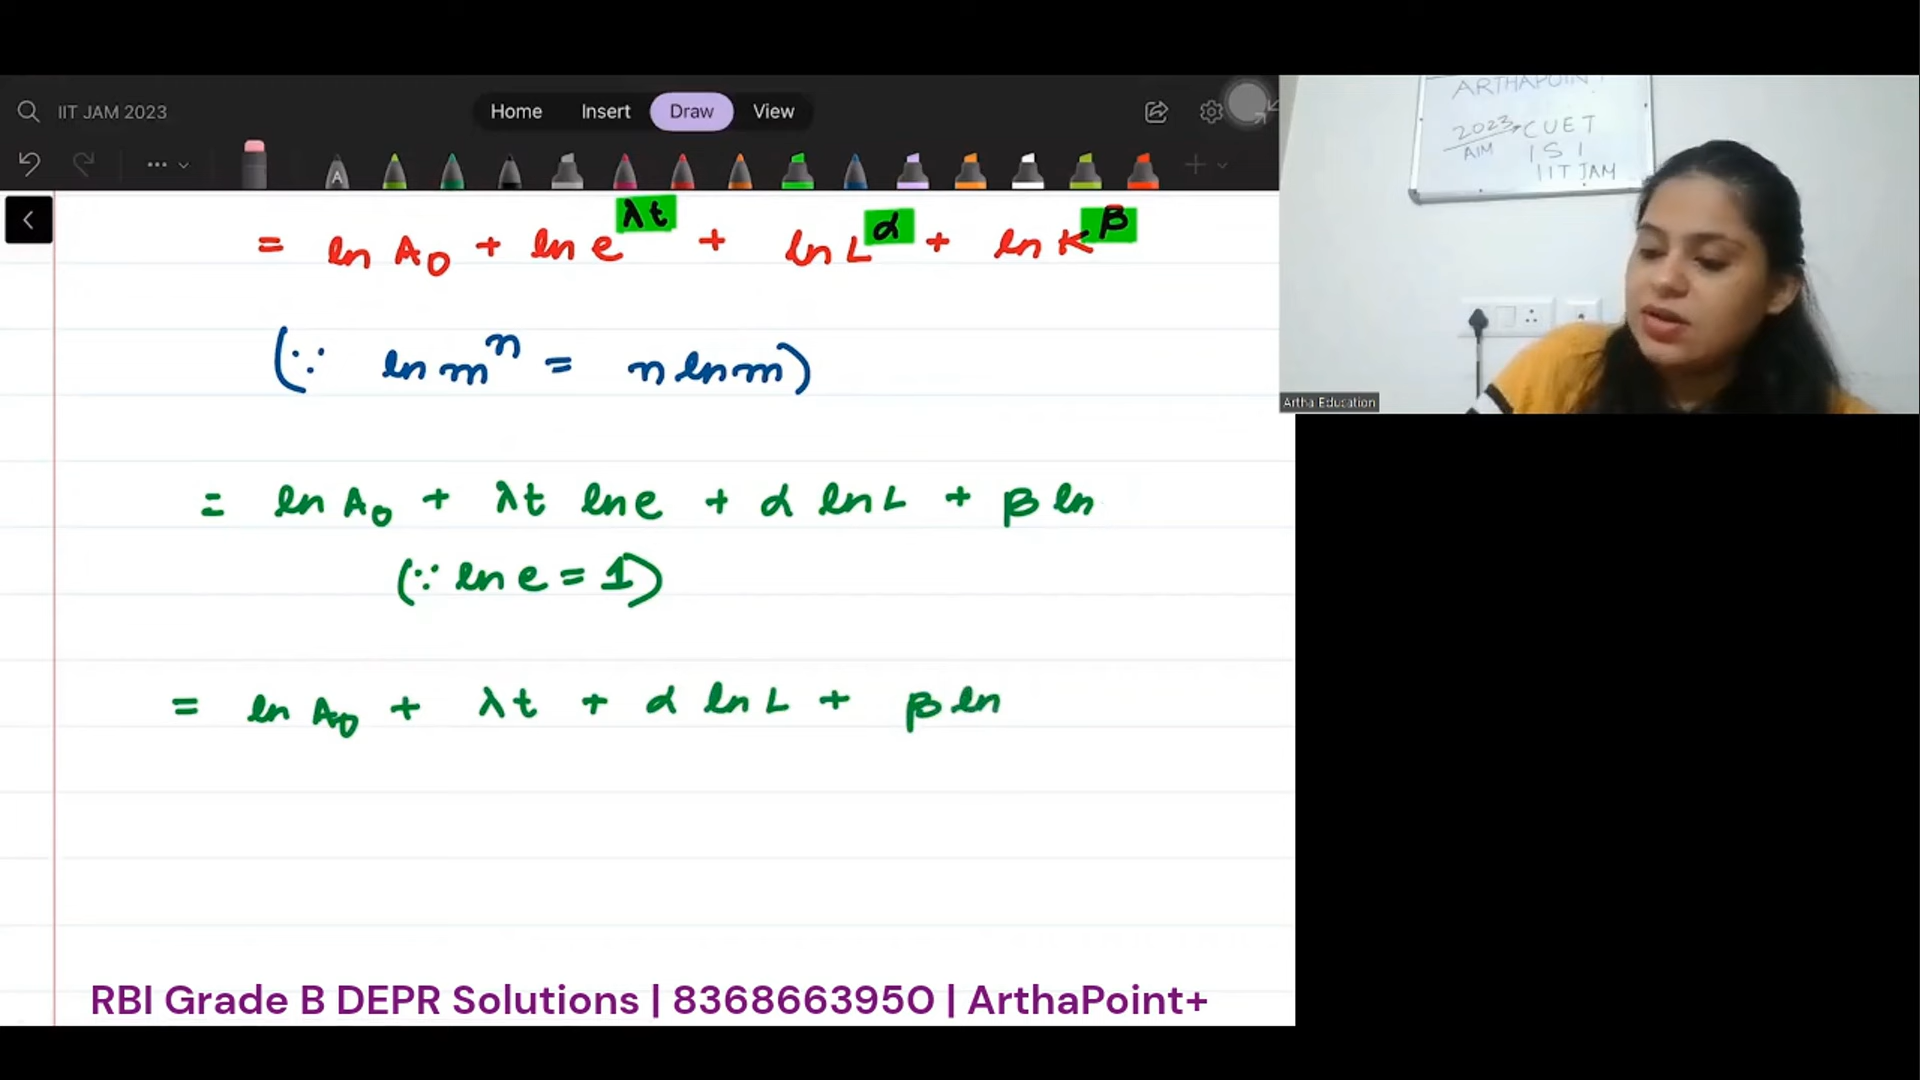 IIT JAM 2023
Home Insert Draw View
A
= ln A₀ + ln e^λt + ln L^α + ln K^β
(∵ ln m^n = n ln m)
= ln A₀ + λt ln e + α ln L + β ln
(∵ ln e = 1)
= ln A₀ + λt + α ln L + β ln
ARTHAPOINT
2023 CUET
AIM ISI
IIT JAM
Artha Education
RBI Grade B DEPR Solutions | 8368663950 | ArthaPoint+